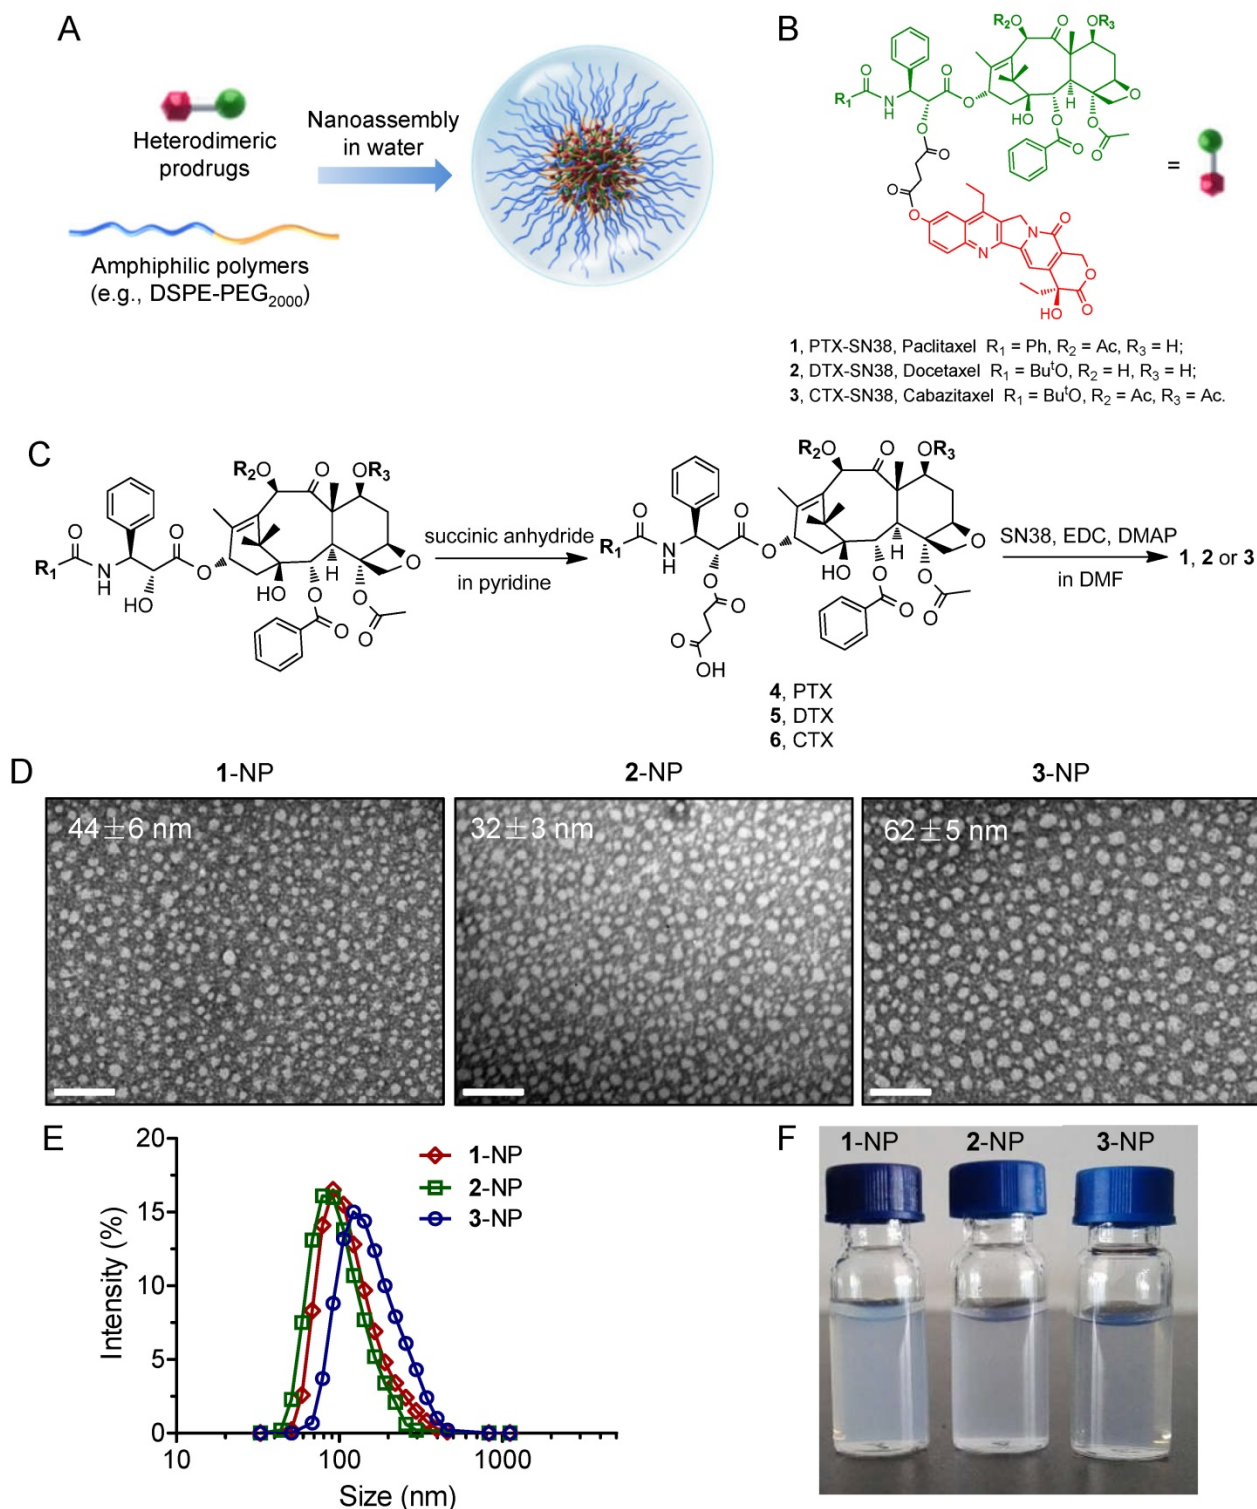 A
Heterodimeric
prodrugs
Nanoassembly
in water
Amphiphilic polymers
(e.g., DSPE-PEG2000)
B
R2
O
O
OR3
O
R1
N
H
O
O
O
HO
H
O
O
O
O
O
O
O
O
O
=
N
N
O
O
O
HO
1, PTX-SN38, Paclitaxel R1 = Ph, R2 = Ac, R3 = H;
2, DTX-SN38, Docetaxel R1 = ButO, R2 = H, R3 = H;
3, CTX-SN38, Cabazitaxel R1 = ButO, R2 = Ac, R3 = Ac.
C
R2
O
O
OR3
O
R1
N
H
O
O
HO
HO
H
O
O
O
O
O
succinic anhydride
in pyridine
R2
O
O
OR3
O
R1
N
H
O
O
O
O
O
OH
HO
H
O
O
O
O
O
SN38, EDC, DMAP
in DMF
1, 2 or 3
4, PTX
5, DTX
6, CTX
D
1-NP
2-NP
3-NP
44±6 nm
32±3 nm
62±5 nm
E
20
15
10
5
0
Intensity (%)
10
100
1000
Size (nm)
1-NP
2-NP
3-NP
F
1-NP
2-NP
3-NP